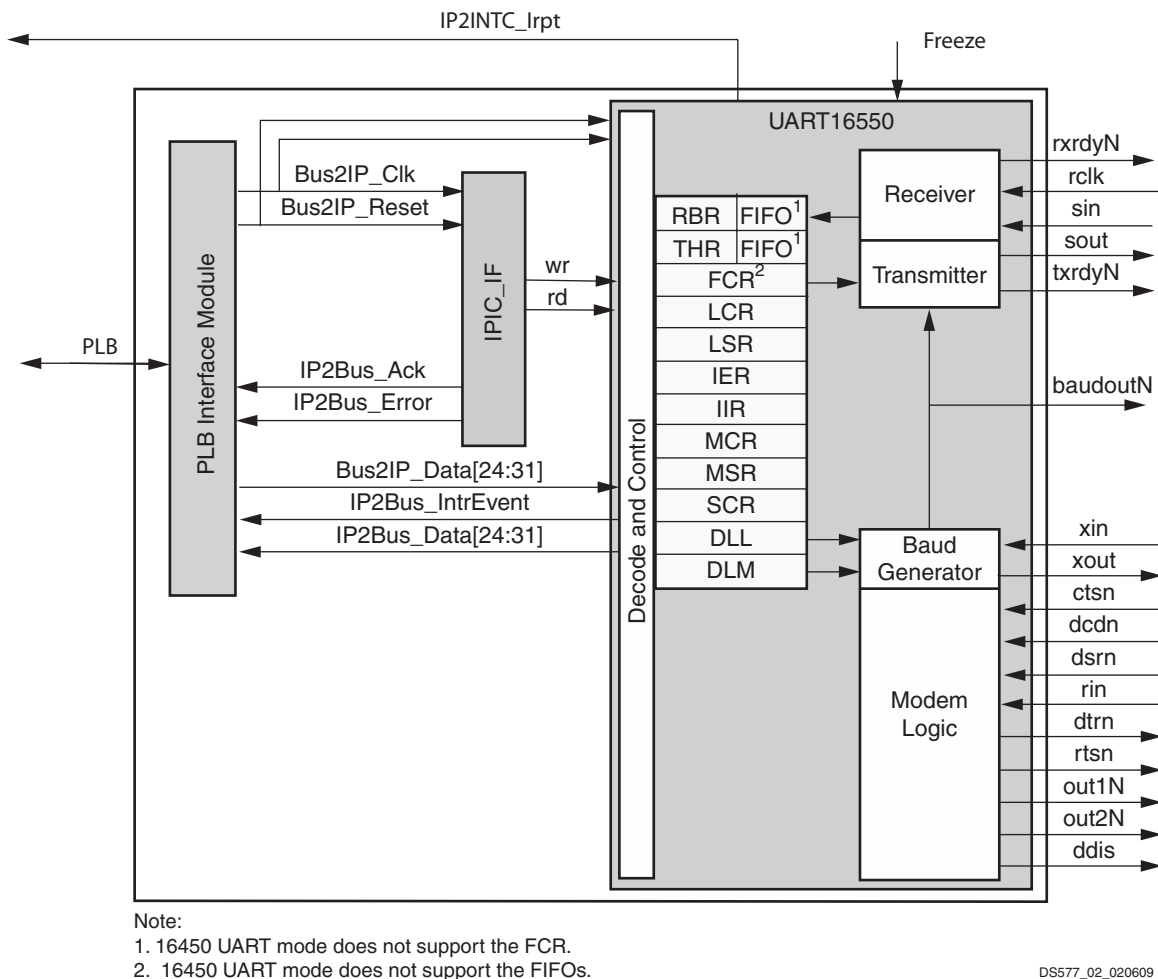 IP2INTC_Irpt
Freeze
UART16550
Bus2IP_Clk
Bus2IP_Reset
PLB
PLB Interface Module
IPIC_IF
wr
rd
IP2Bus_Ack
IP2Bus_Error
Bus2IP_Data[24:31]
IP2Bus_IntrEvent
IP2Bus_Data[24:31]
Decode and Control
RBR FIFO1
THR FIFO1
FCR2
LCR
LSR
IER
IIR
MCR
MSR
SCR
DLL
DLM
Receiver
Transmitter
Baud
Generator
Modem
Logic
rxrdyN
rclk
sin
sout
txrdyN
baudoutN
xin
xout
ctsn
dcdn
dsrn
rin
dtrn
rtsn
out1N
out2N
ddis
Note:
1. 16450 UART mode does not support the FCR.
2. 16450 UART mode does not support the FIFOs.
DS577_02_020609